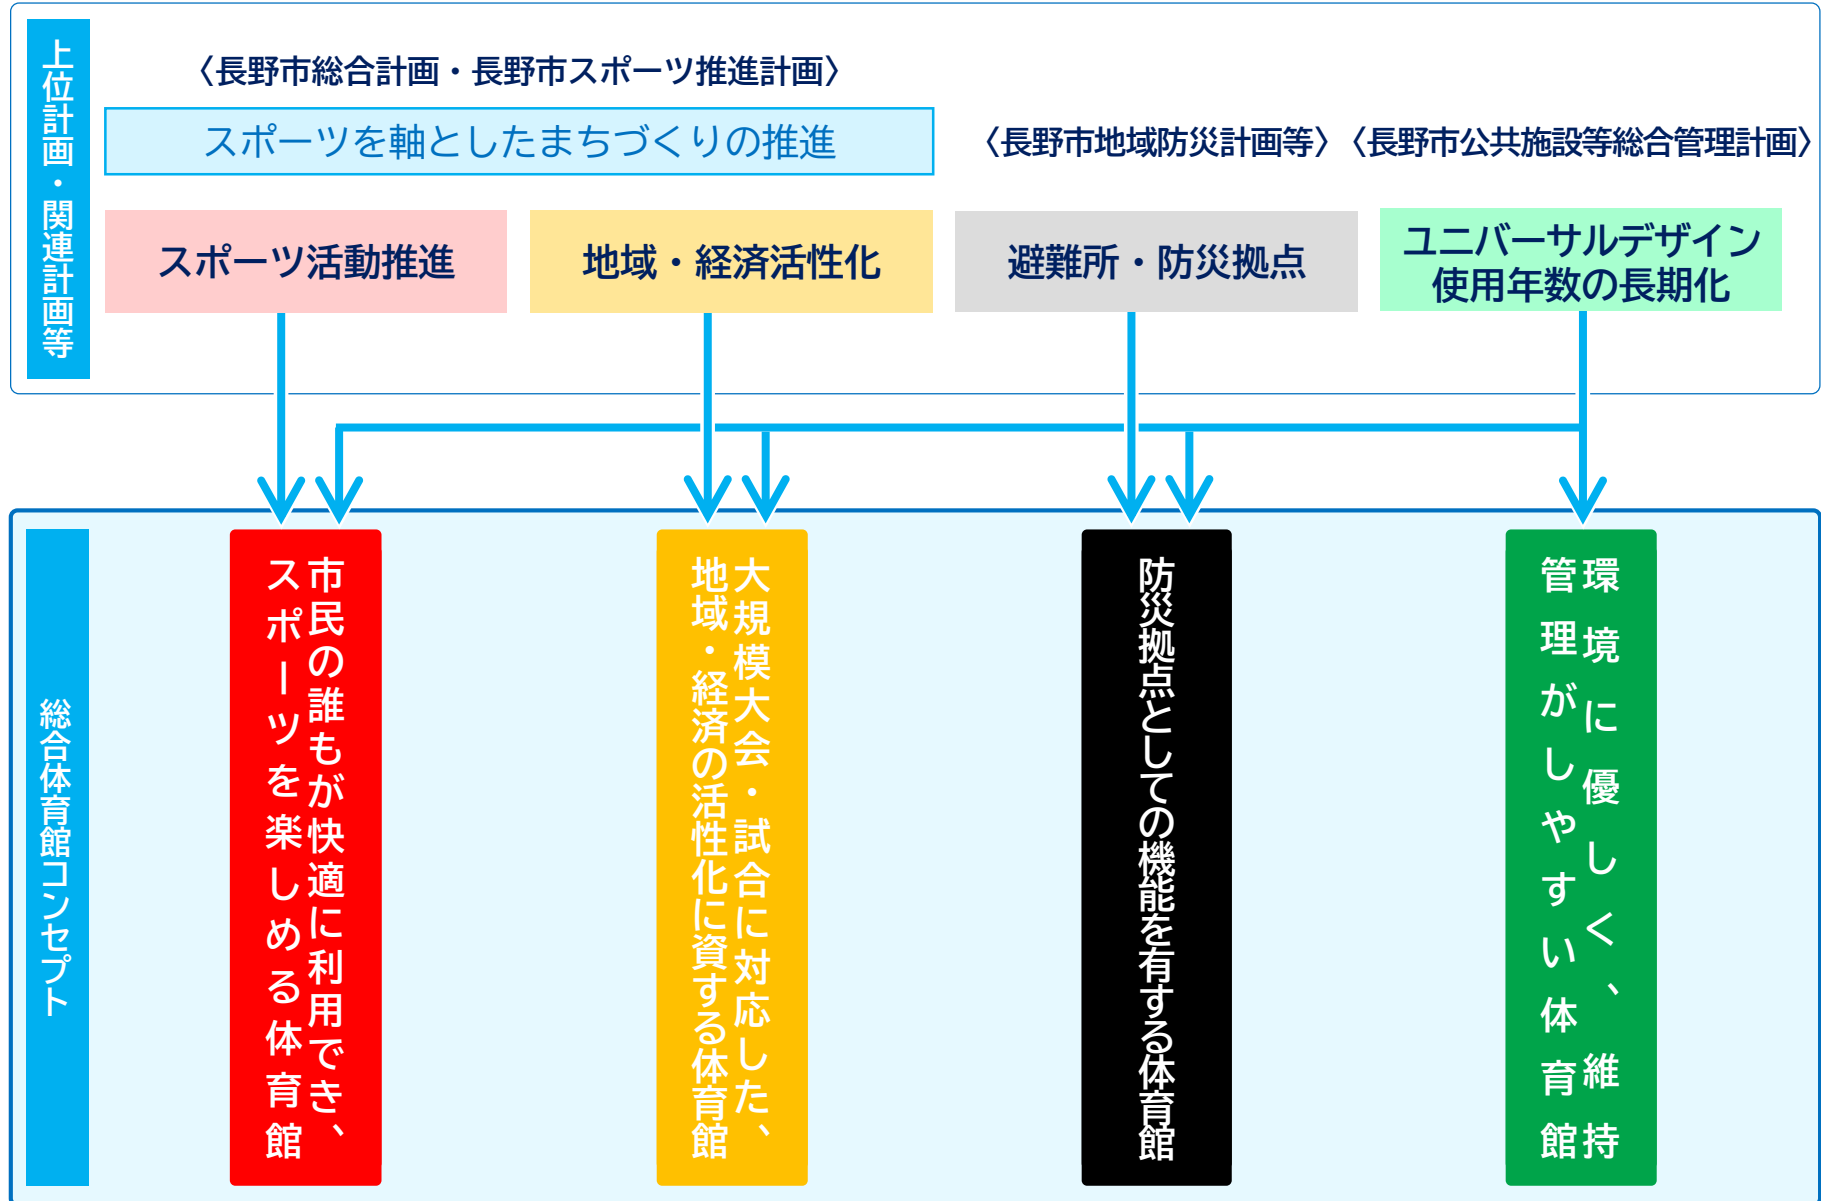 上位計画・関連計画等
〈長野市総合計画・長野市スポーツ推進計画〉
スポーツを軸としたまちづくりの推進
〈長野市地域防災計画等〉
〈長野市公共施設等総合管理計画〉
スポーツ活動推進
地域・経済活性化
避難所・防災拠点
ユニバーサルデザイン
使用年数の長期化
総合体育館コンセプト
市民の誰もが快適に利用でき、
スポーツを楽しめる体育館
大規模大会・試合に対応した、
地域・経済の活性化に資する体育館
防災拠点としての機能を有する体育館
環境に優しく、維持
管理がしやすい体育館